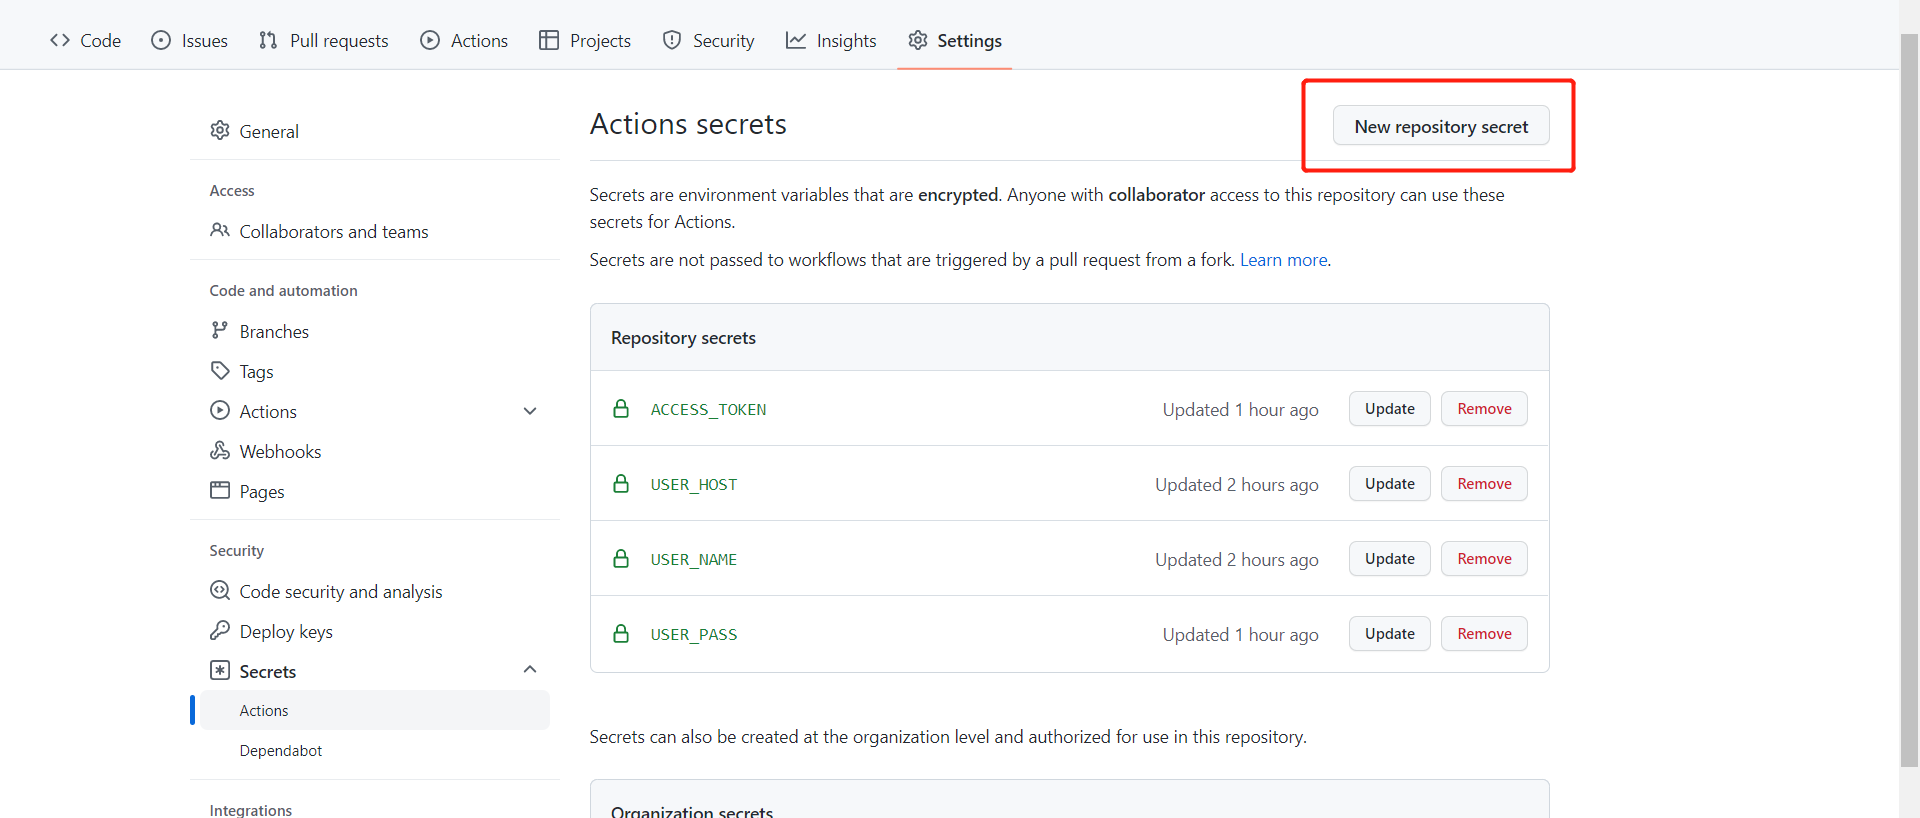 Code Issues Pull requests Actions Projects Security Insights Settings
General
Access
Collaborators and teams
Code and automation
Branches
Tags
Actions
Webhooks
Pages
Security
Code security and analysis
Deploy keys
Secrets
Actions
Dependabot
Integrations
Actions secrets
New repository secret
Secrets are environment variables that are encrypted. Anyone with collaborator access to this repository can use these
secrets for Actions.
Secrets are not passed to workflows that are triggered by a pull request from a fork. Learn more.
Repository secrets
ACCESS_TOKEN Updated 1 hour ago Update Remove
USER_HOST Updated 2 hours ago Update Remove
USER_NAME Updated 2 hours ago Update Remove
USER_PASS Updated 1 hour ago Update Remove
Secrets can also be created at the organization level and authorized for use in this repository.
Organization secrets